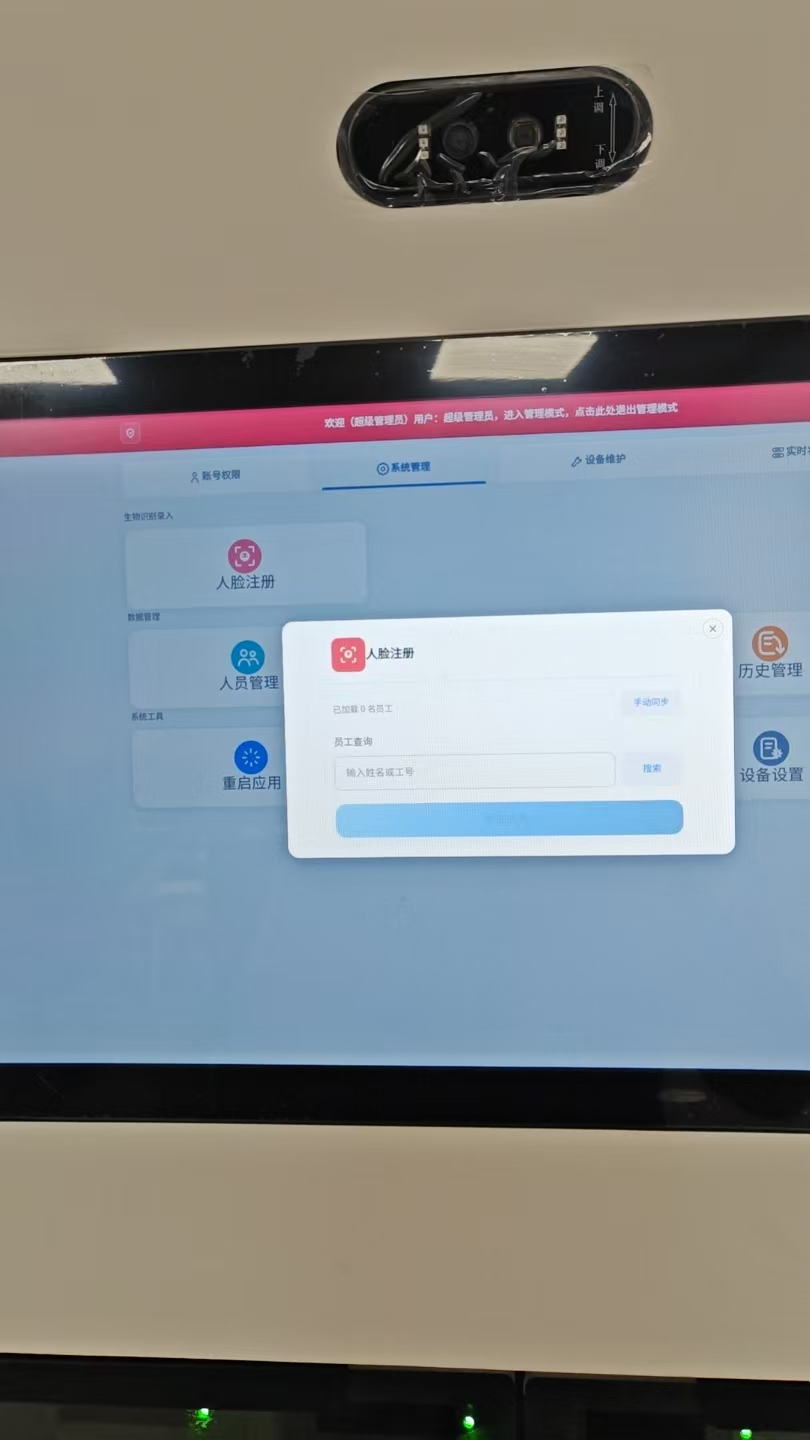 上调
下调
欢迎（超级管理员）用户：超级管理员，进入管理模式，点击此处退出管理模式
账号权限
系统管理
设备维护
实时
生物识别录入
人脸注册
数据管理
人员管理
历史管理
系统工具
重启应用
设备设置
人脸注册
已加载 0 名员工
手动同步
员工查询
输入姓名或工号
搜索